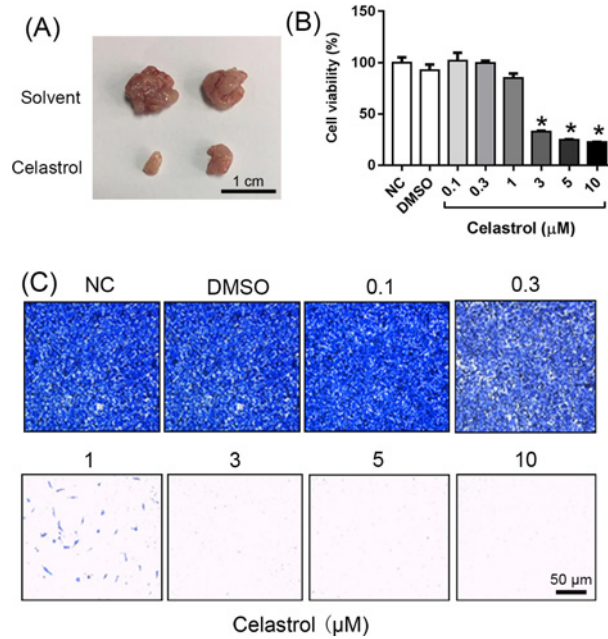 (A)
Solvent
Celastrol
1 cm
(B)
Cell viability (%)
150
100
50
0
NC
DMSO
0.1
0.3
1
3
5
10
* * *
Celastrol (μM)
(C)
NC DMSO 0.1 0.3
1 3 5 10
50 μm
Celastrol (μM)